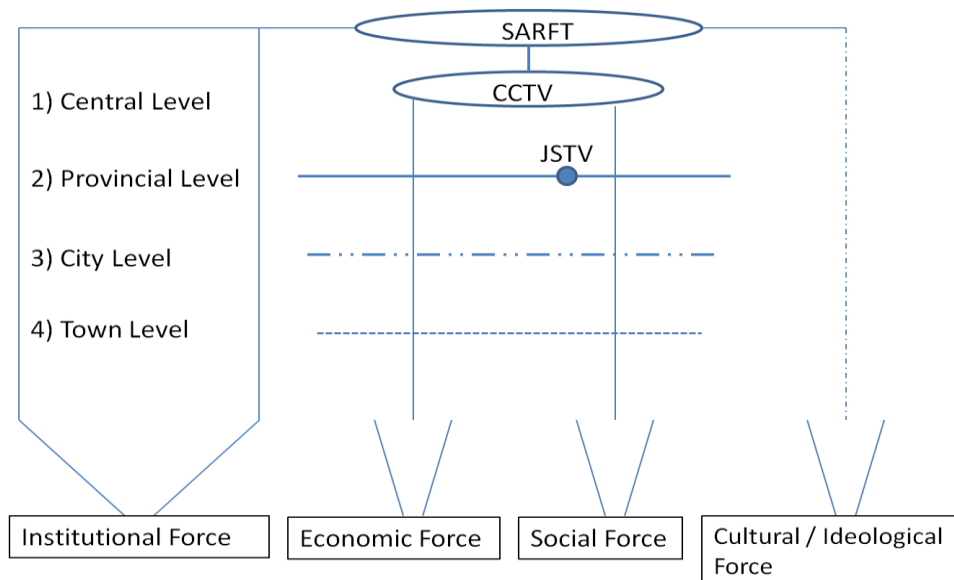 SARFT
CCTV
1) Central Level
JSTV
2) Provincial Level
3) City Level
4) Town Level
Institutional Force
Economic Force
Social Force
Cultural / Ideological
Force